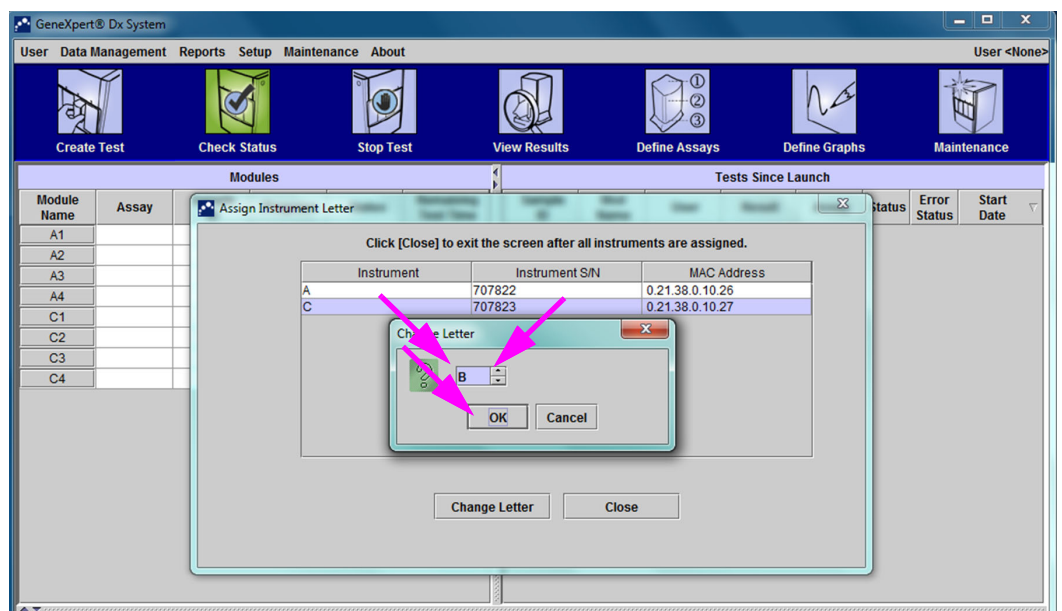 GeneXpert® Dx System
User Data Management Reports Setup Maintenance About User <None>
Create Test Check Status Stop Test View Results Define Assays Define Graphs Maintenance
Modules Tests Since Launch
Module Name Assay Status Error Status Start Date
Assign Instrument Letter
Click [Close] to exit the screen after all instruments are assigned.
Instrument Instrument S/N MAC Address
A 707822 0.21.38.0.10.26
C 707823 0.21.38.0.10.27
A1
A2
A3
A4
C1
C2
C3
C4
Change Letter
B
OK Cancel
Change Letter Close